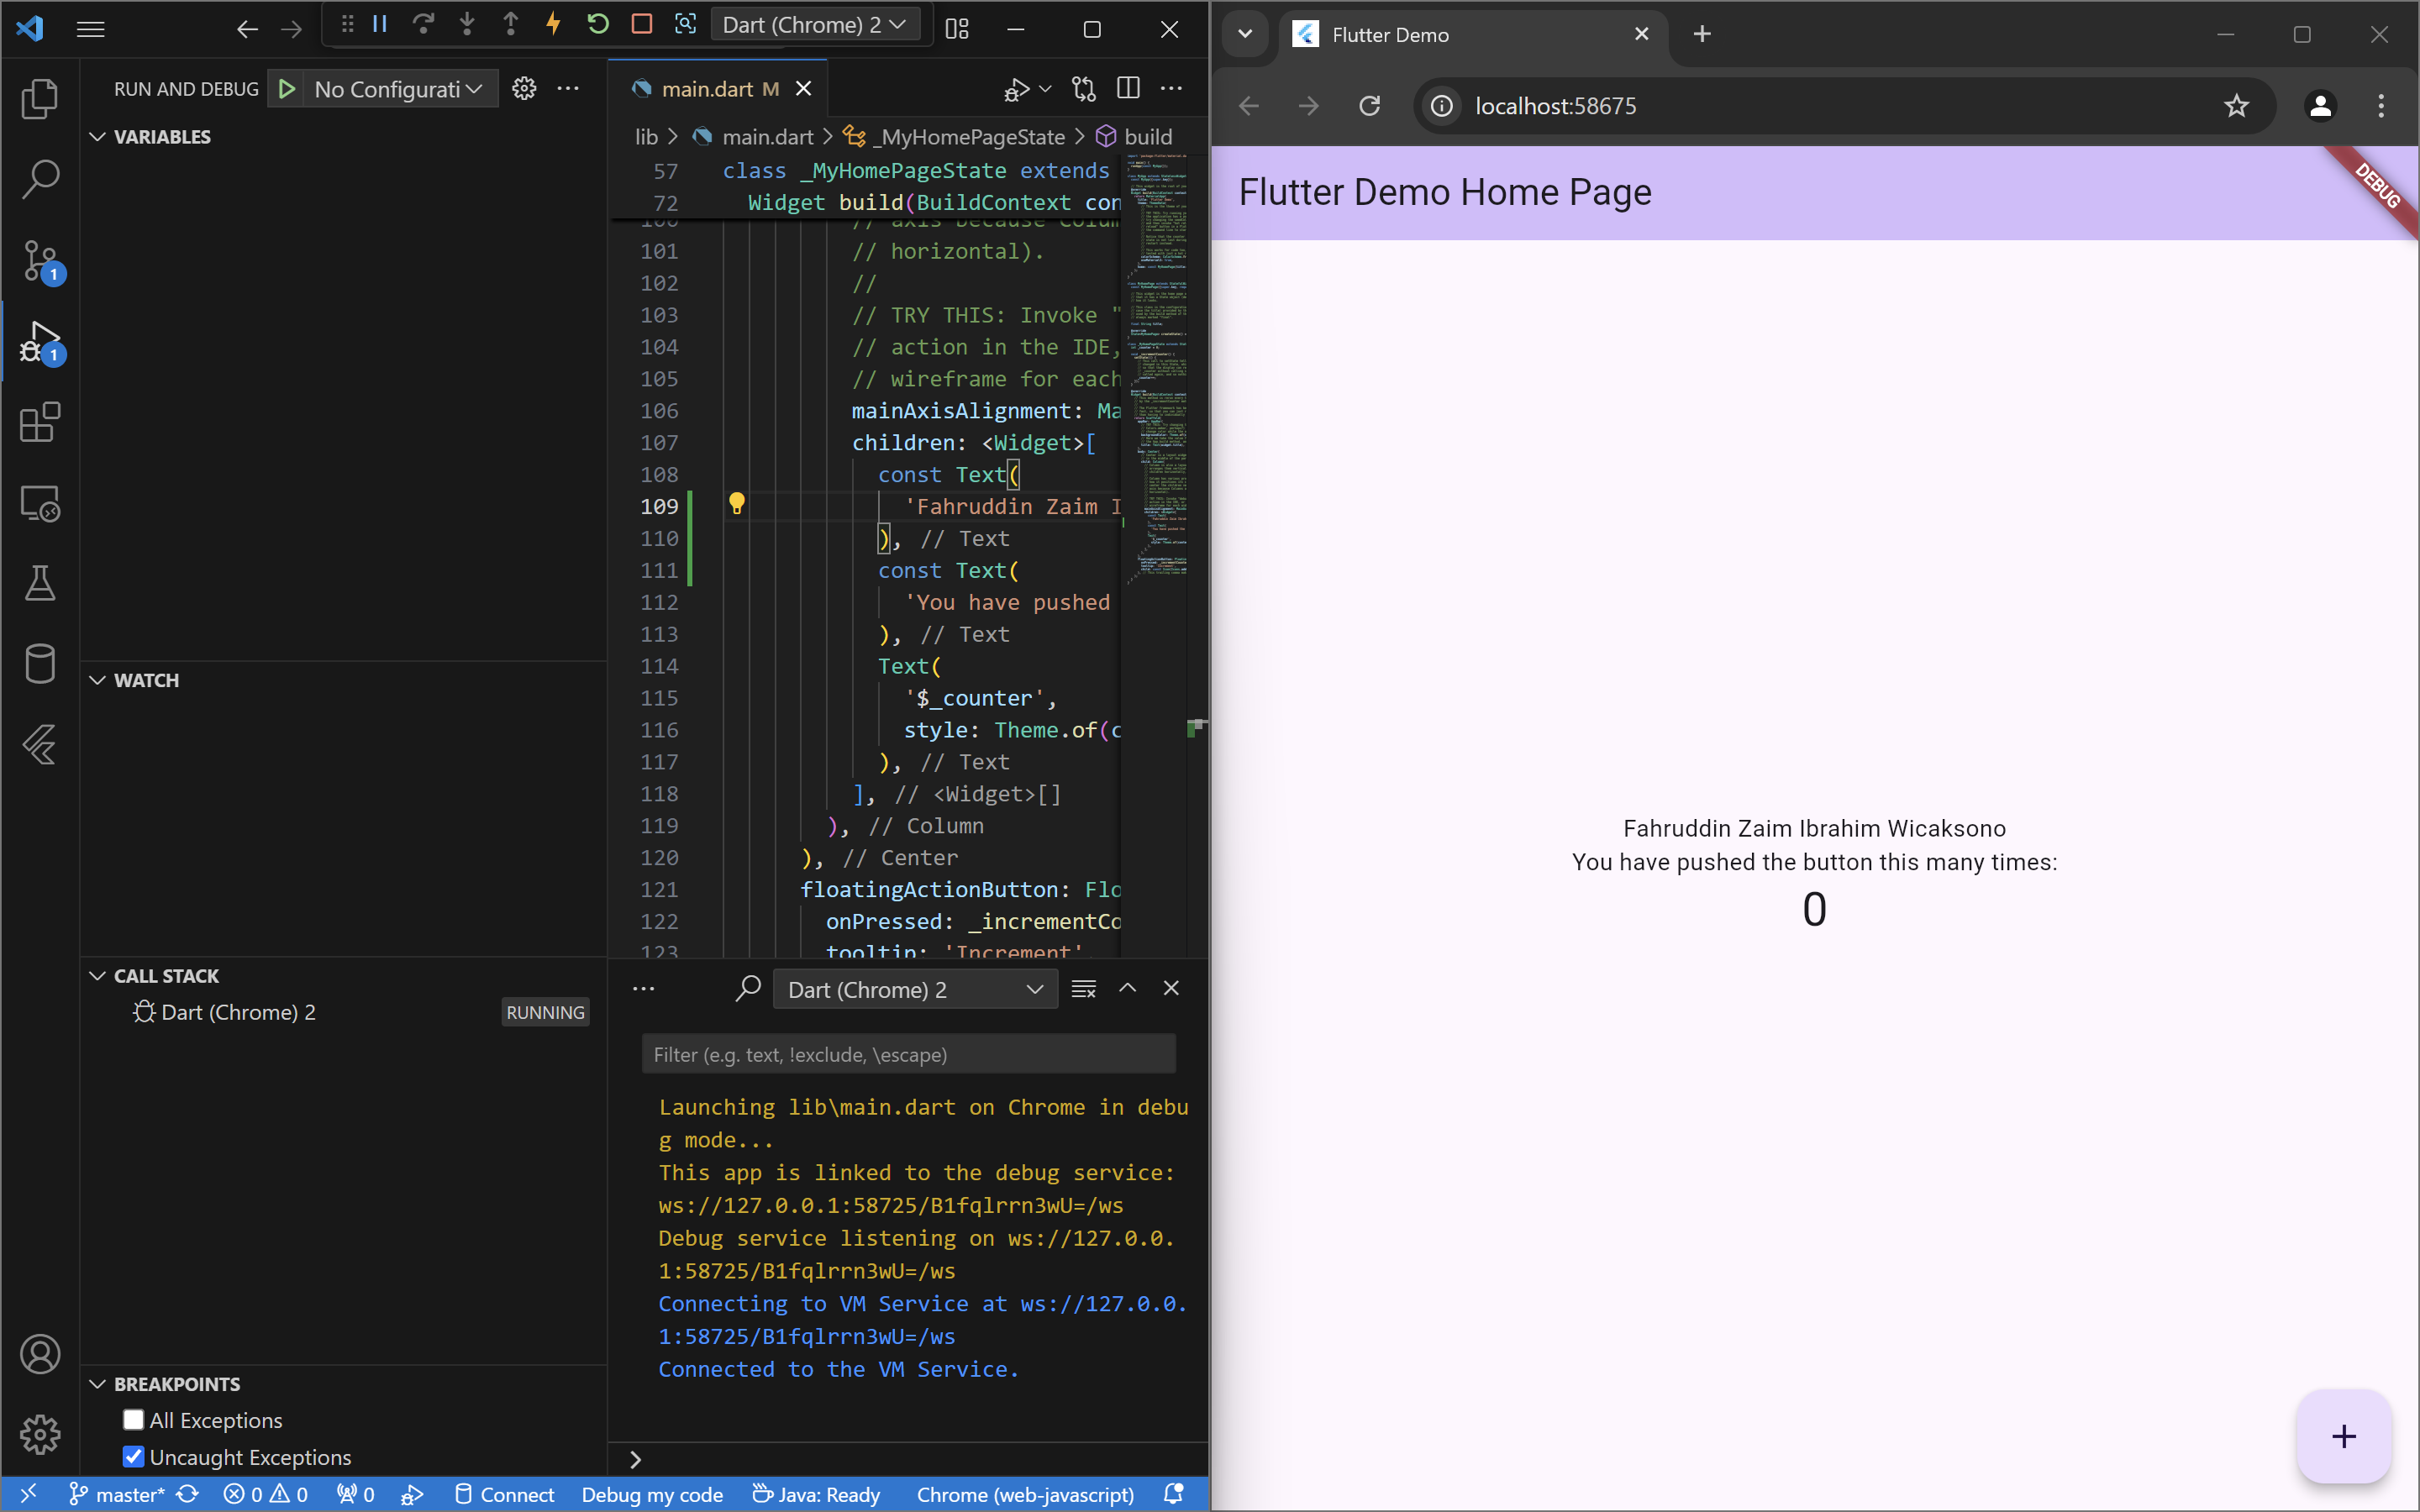 Dart (Chrome) 2
RUN AND DEBUG
No Configurati
VARIABLES
WATCH
CALL STACK
Dart (Chrome) 2
RUNNING
BREAKPOINTS
All Exceptions
Uncaught Exceptions
1
1
main.dart M
lib > main.dart > _MyHomePageState > build
57 class _MyHomePageState extends
72 Widget build(BuildContext con
100 // axis because Colum
101 // horizontal).
102 //
103 // TRY THIS: Invoke "
104 // action in the IDE,
105 // wireframe for each
106 mainAxisAlignment: Ma
107 children: <Widget>[
108 const Text(
109 'Fahruddin Zaim I
110 ), // Text
111 const Text(
112 'You have pushed
113 ), // Text
114 Text(
115 '$_counter',
116 style: Theme.of(c
117 ), // Text
118 ], // <Widget>[]
119 ), // Column
120 ), // Center
121 floatingActionButton: Flo
122 onPressed: _incrementCo
123 tooltip: 'Increment',
Dart (Chrome) 2
Filter (e.g. text, !exclude, \escape)
Launching lib\main.dart on Chrome in debu
g mode...
This app is linked to the debug service:
ws://127.0.0.1:58725/B1fqlrrn3wU=/ws
Debug service listening on ws://127.0.0.
1:58725/B1fqlrrn3wU=/ws
Connecting to VM Service at ws://127.0.0.
1:58725/B1fqlrrn3wU=/ws
Connected to the VM Service.
master* 0 0 0 Connect Debug my code Java: Ready Chrome (web-javascript)
Flutter Demo
localhost:58675
Flutter Demo Home Page
DEBUG
Fahruddin Zaim Ibrahim Wicaksono
You have pushed the button this many times:
0